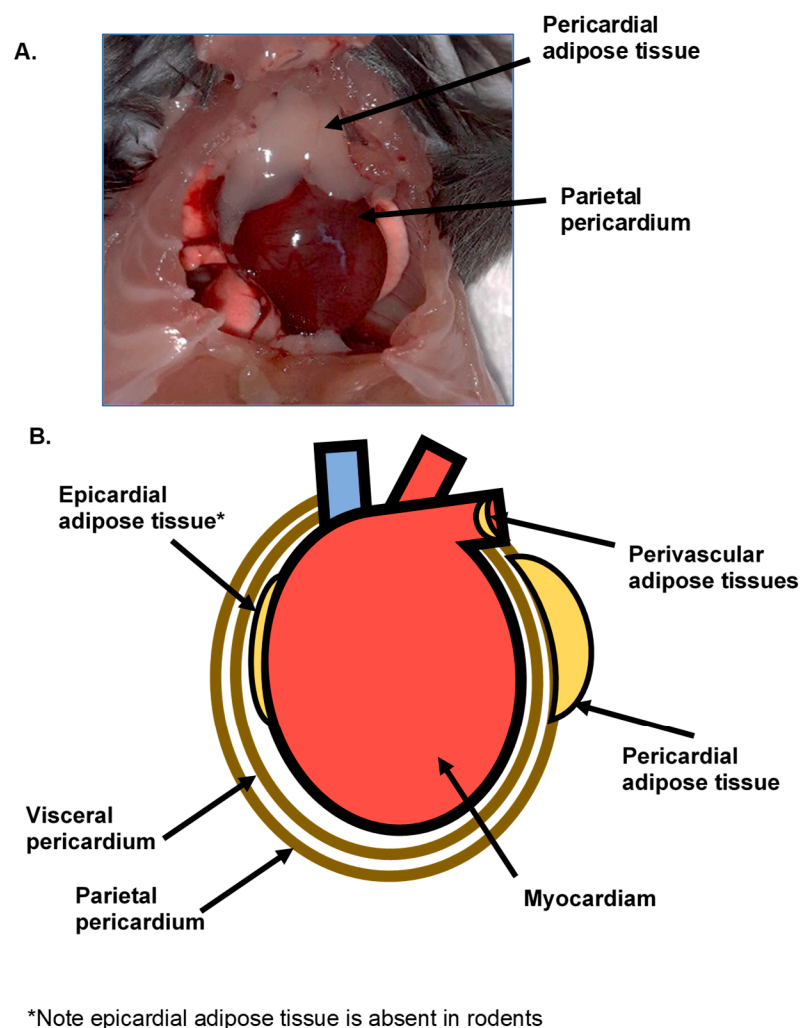 A.
Pericardial
adipose tissue
Parietal
pericardium
B.
Epicardial
adipose tissue*
Perivascular
adipose tissues
Pericardial
adipose tissue
Visceral
pericardium
Parietal
pericardium
Myocardiam
*Note epicardial adipose tissue is absent in rodents